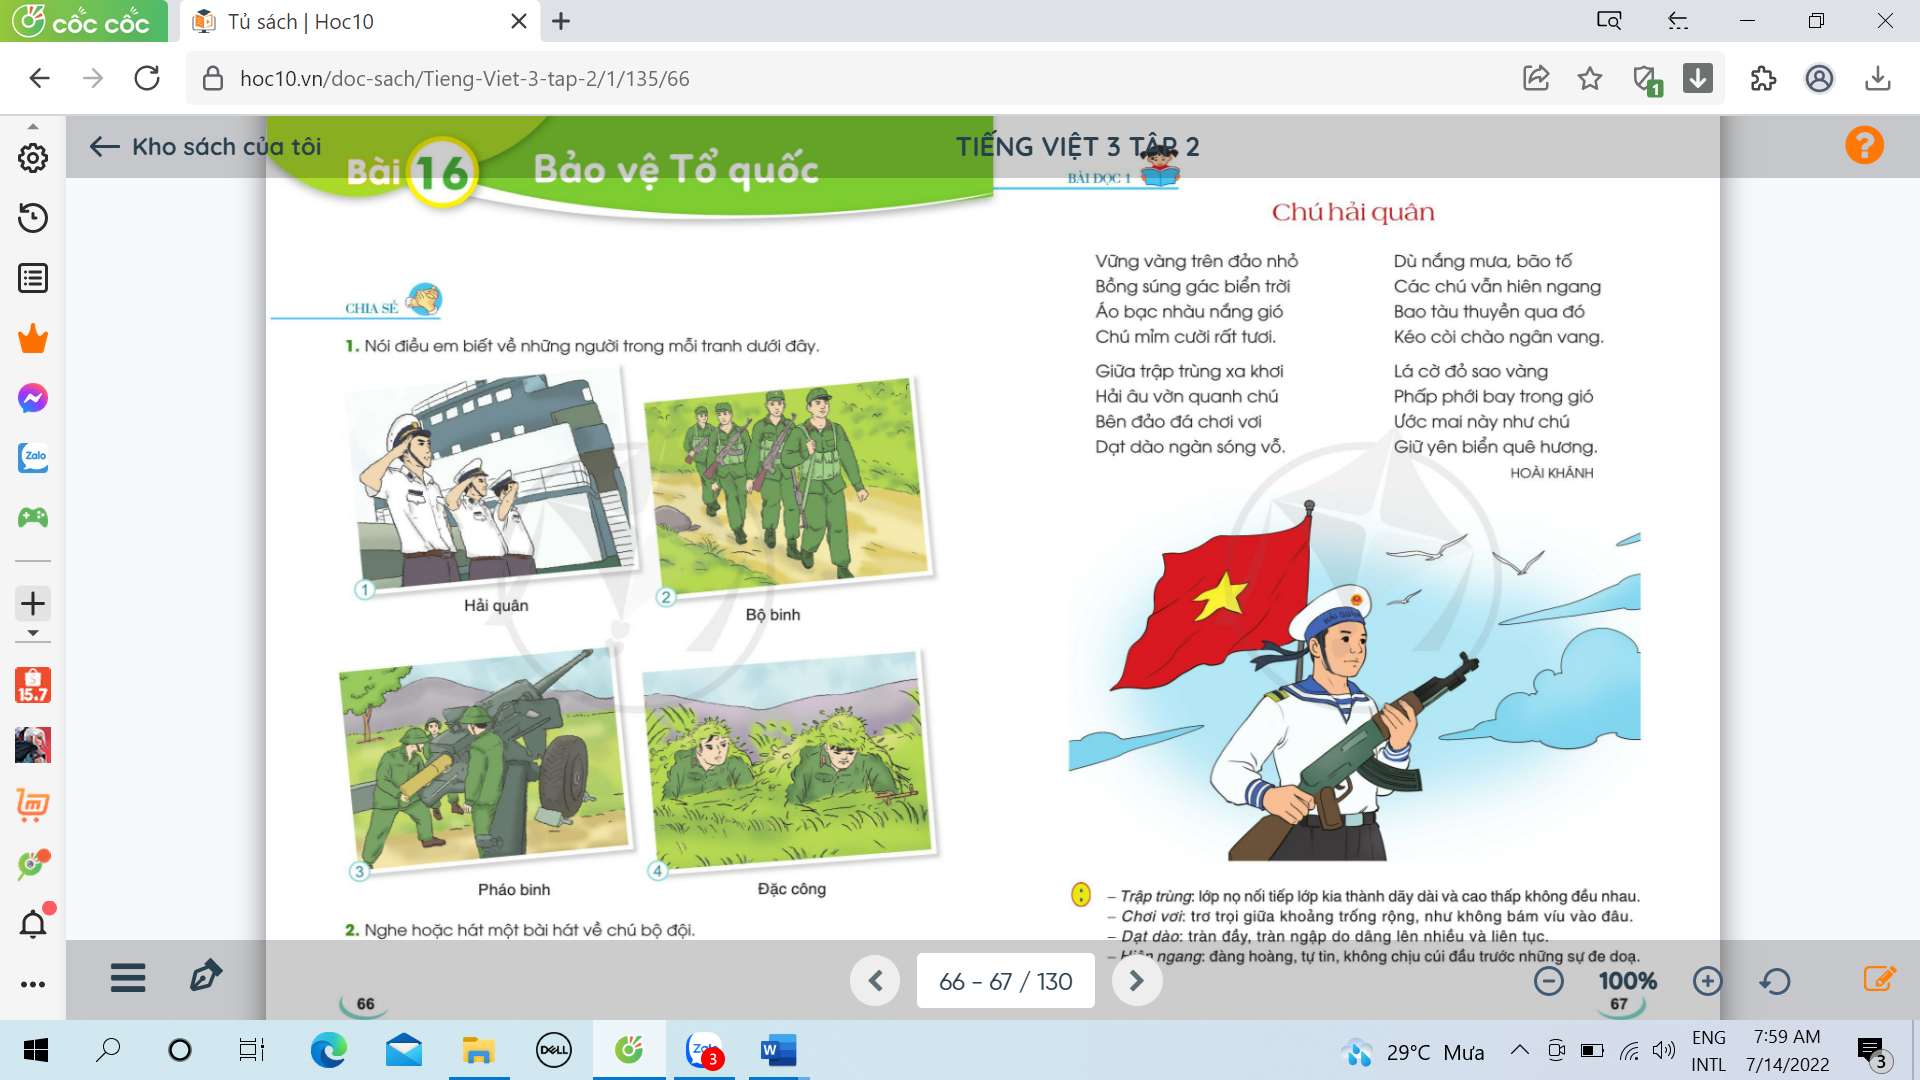 cốc cốc
Tủ sách | Hoc10
hoc10.vn/doc-sach/Tieng-Viet-3-tap-2/1/135/66
1
Kho sách của tôi
TIẾNG VIỆT 3 TẬP 2
?
Bài 16 Bảo vệ Tổ quốc
CHIA SẺ
1. Nói điều em biết về những người trong mỗi tranh dưới đây.
1
Hải quân
2
Bộ binh
3
Pháo binh
4
Đặc công
2. Nghe hoặc hát một bài hát về chú bộ đội.
66
BÀI ĐỌC 1
Chú hải quân
Vững vàng trên đảo nhỏ
Bồng súng gác biển trời
Áo bạc nhàu nắng gió
Chú mỉm cười rất tươi.
Giữa trập trùng xa khơi
Hải âu vờn quanh chú
Bên đảo đá chơi vơi
Dạt dào ngàn sóng vỗ.
Dù nắng mưa, bão tố
Các chú vẫn hiên ngang
Bao tàu thuyền qua đó
Kéo còi chào ngân vang.
Lá cờ đỏ sao vàng
Phấp phới bay trong gió
Ước mai này như chú
Giữ yên biển quê hương.
HOÀI KHÁNH
HẢI QUÂN
– Trập trùng: lớp nọ nối tiếp lớp kia thành dãy dài và cao thấp không đều nhau.
– Chơi vơi: trơ trọi giữa khoảng trống rộng, như không bám víu vào đâu.
– Dạt dào: tràn đầy, tràn ngập do dâng lên nhiều và liên tục.
– Hiên ngang: đàng hoàng, tự tin, không chịu cúi đầu trước những sự đe doạ.
67
66 - 67 / 130
100%
Zalo
15.7
DELL
Zalo
3
W
29°C Mưa
ENG
INTL
7:59 AM
7/14/2022
3